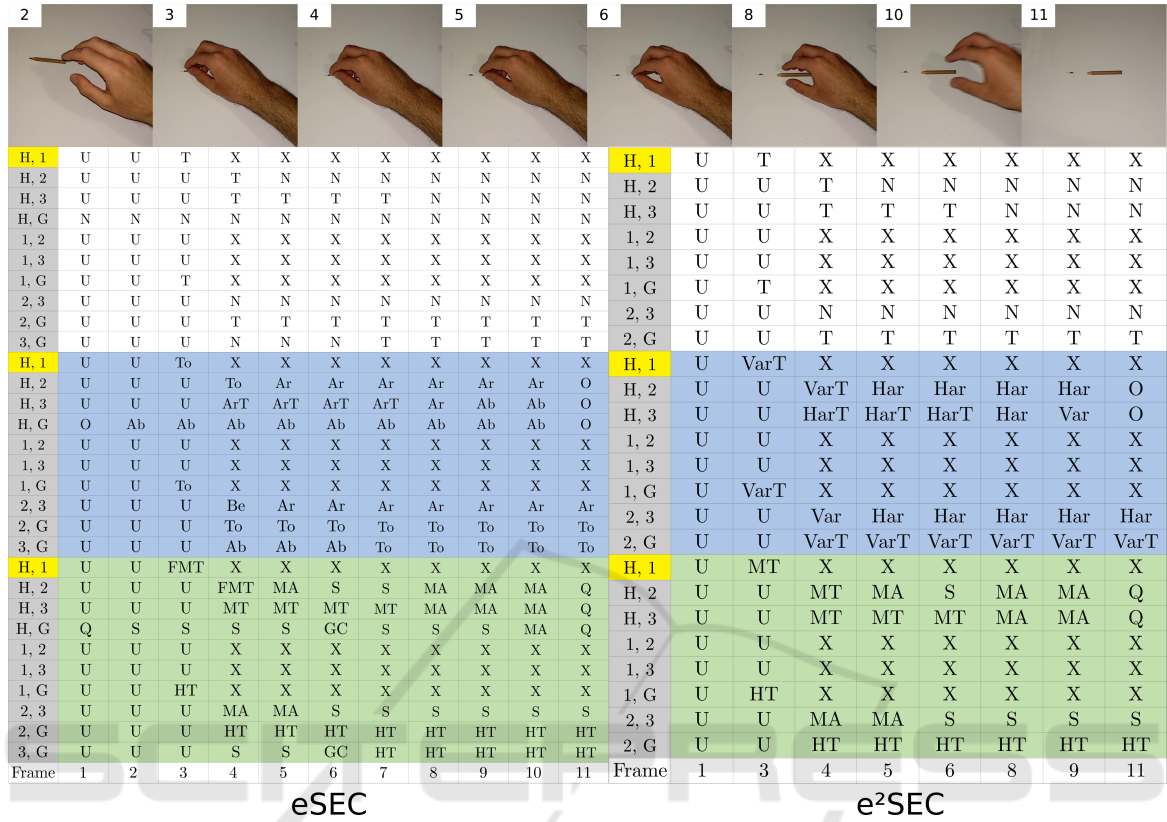 2 3 4 5 6 8 10 11
H, 1 U U T X X X X X X X X
H, 2 U U U T N N N N N N N
H, 3 U U U T T T T N N N N
H, G N N N N N N N N N N N
1, 2 U U U X X X X X X X X
1, 3 U U U X X X X X X X X
1, G U U T X X X X X X X X
2, 3 U U U N N N N N N N N
2, G U U U T T T T T T T T
3, G U U U N N N T T T T T
H, 1 U U To X X X X X X X X
H, 2 U U U To Ar Ar Ar Ar Ar Ar O
H, 3 U U U ArT ArT ArT ArT Ar Ab Ab O
H, G O Ab Ab Ab Ab Ab Ab Ab Ab Ab O
1, 2 U U U X X X X X X X X
1, 3 U U U X X X X X X X X
1, G U U To X X X X X X X X
2, 3 U U U Be Ar Ar Ar Ar Ar Ar Ar
2, G U U U To To To To To To To To
3, G U U U Ab Ab Ab To To To To To
H, 1 U U FMT X X X X X X X X
H, 2 U U U FMT MA S S MA MA MA Q
H, 3 U U U MT MT MT MT MA MA MA Q
H, G Q S S S S GC S S S MA Q
1, 2 U U U X X X X X X X X
1, 3 U U U X X X X X X X X
1, G U U HT X X X X X X X X
2, 3 U U U MA MA S S S S S S
2, G U U U HT HT HT HT HT HT HT HT
3, G U U U S S GC HT HT HT HT HT
Frame 1 2 3 4 5 6 7 8 9 10 11
eSEC
H, 1 U T X X X X X X
H, 2 U U T N N N N N
H, 3 U U T T T N N N
1, 2 U U X X X X X X
1, 3 U U X X X X X X
1, G U T X X X X X X
2, 3 U U N N N N N N
2, G U U T T T T T T
H, 1 U VarT X X X X X X
H, 2 U U VarT Har Har Har Har O
H, 3 U U HarT HarT HarT Har Var O
1, 2 U U X X X X X X
1, 3 U U X X X X X X
1, G U VarT X X X X X X
2, 3 U U Var Har Har Har Har Har
2, G U U VarT VarT VarT VarT VarT VarT
H, 1 U MT X X X X X X
H, 2 U U MT MA S MA MA Q
H, 3 U U MT MT MT MA MA Q
1, 2 U U X X X X X X
1, 3 U U X X X X X X
1, G U HT X X X X X X
2, 3 U U MA MA S S S S
2, G U U HT HT HT HT HT HT
Frame 1 3 4 5 6 8 9 11
e²SEC
SCITEPRESS